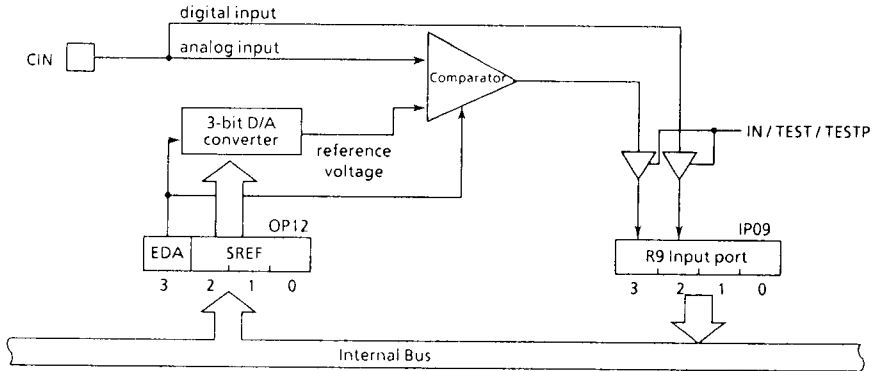 digital input
CIN
analog input
Comparator
3-bit D/A
converter
reference
voltage
IN / TEST / TESTP
OP12
EDA SREF
3 2 1 0
IP09
R9 Input port
3 2 1 0
Internal Bus